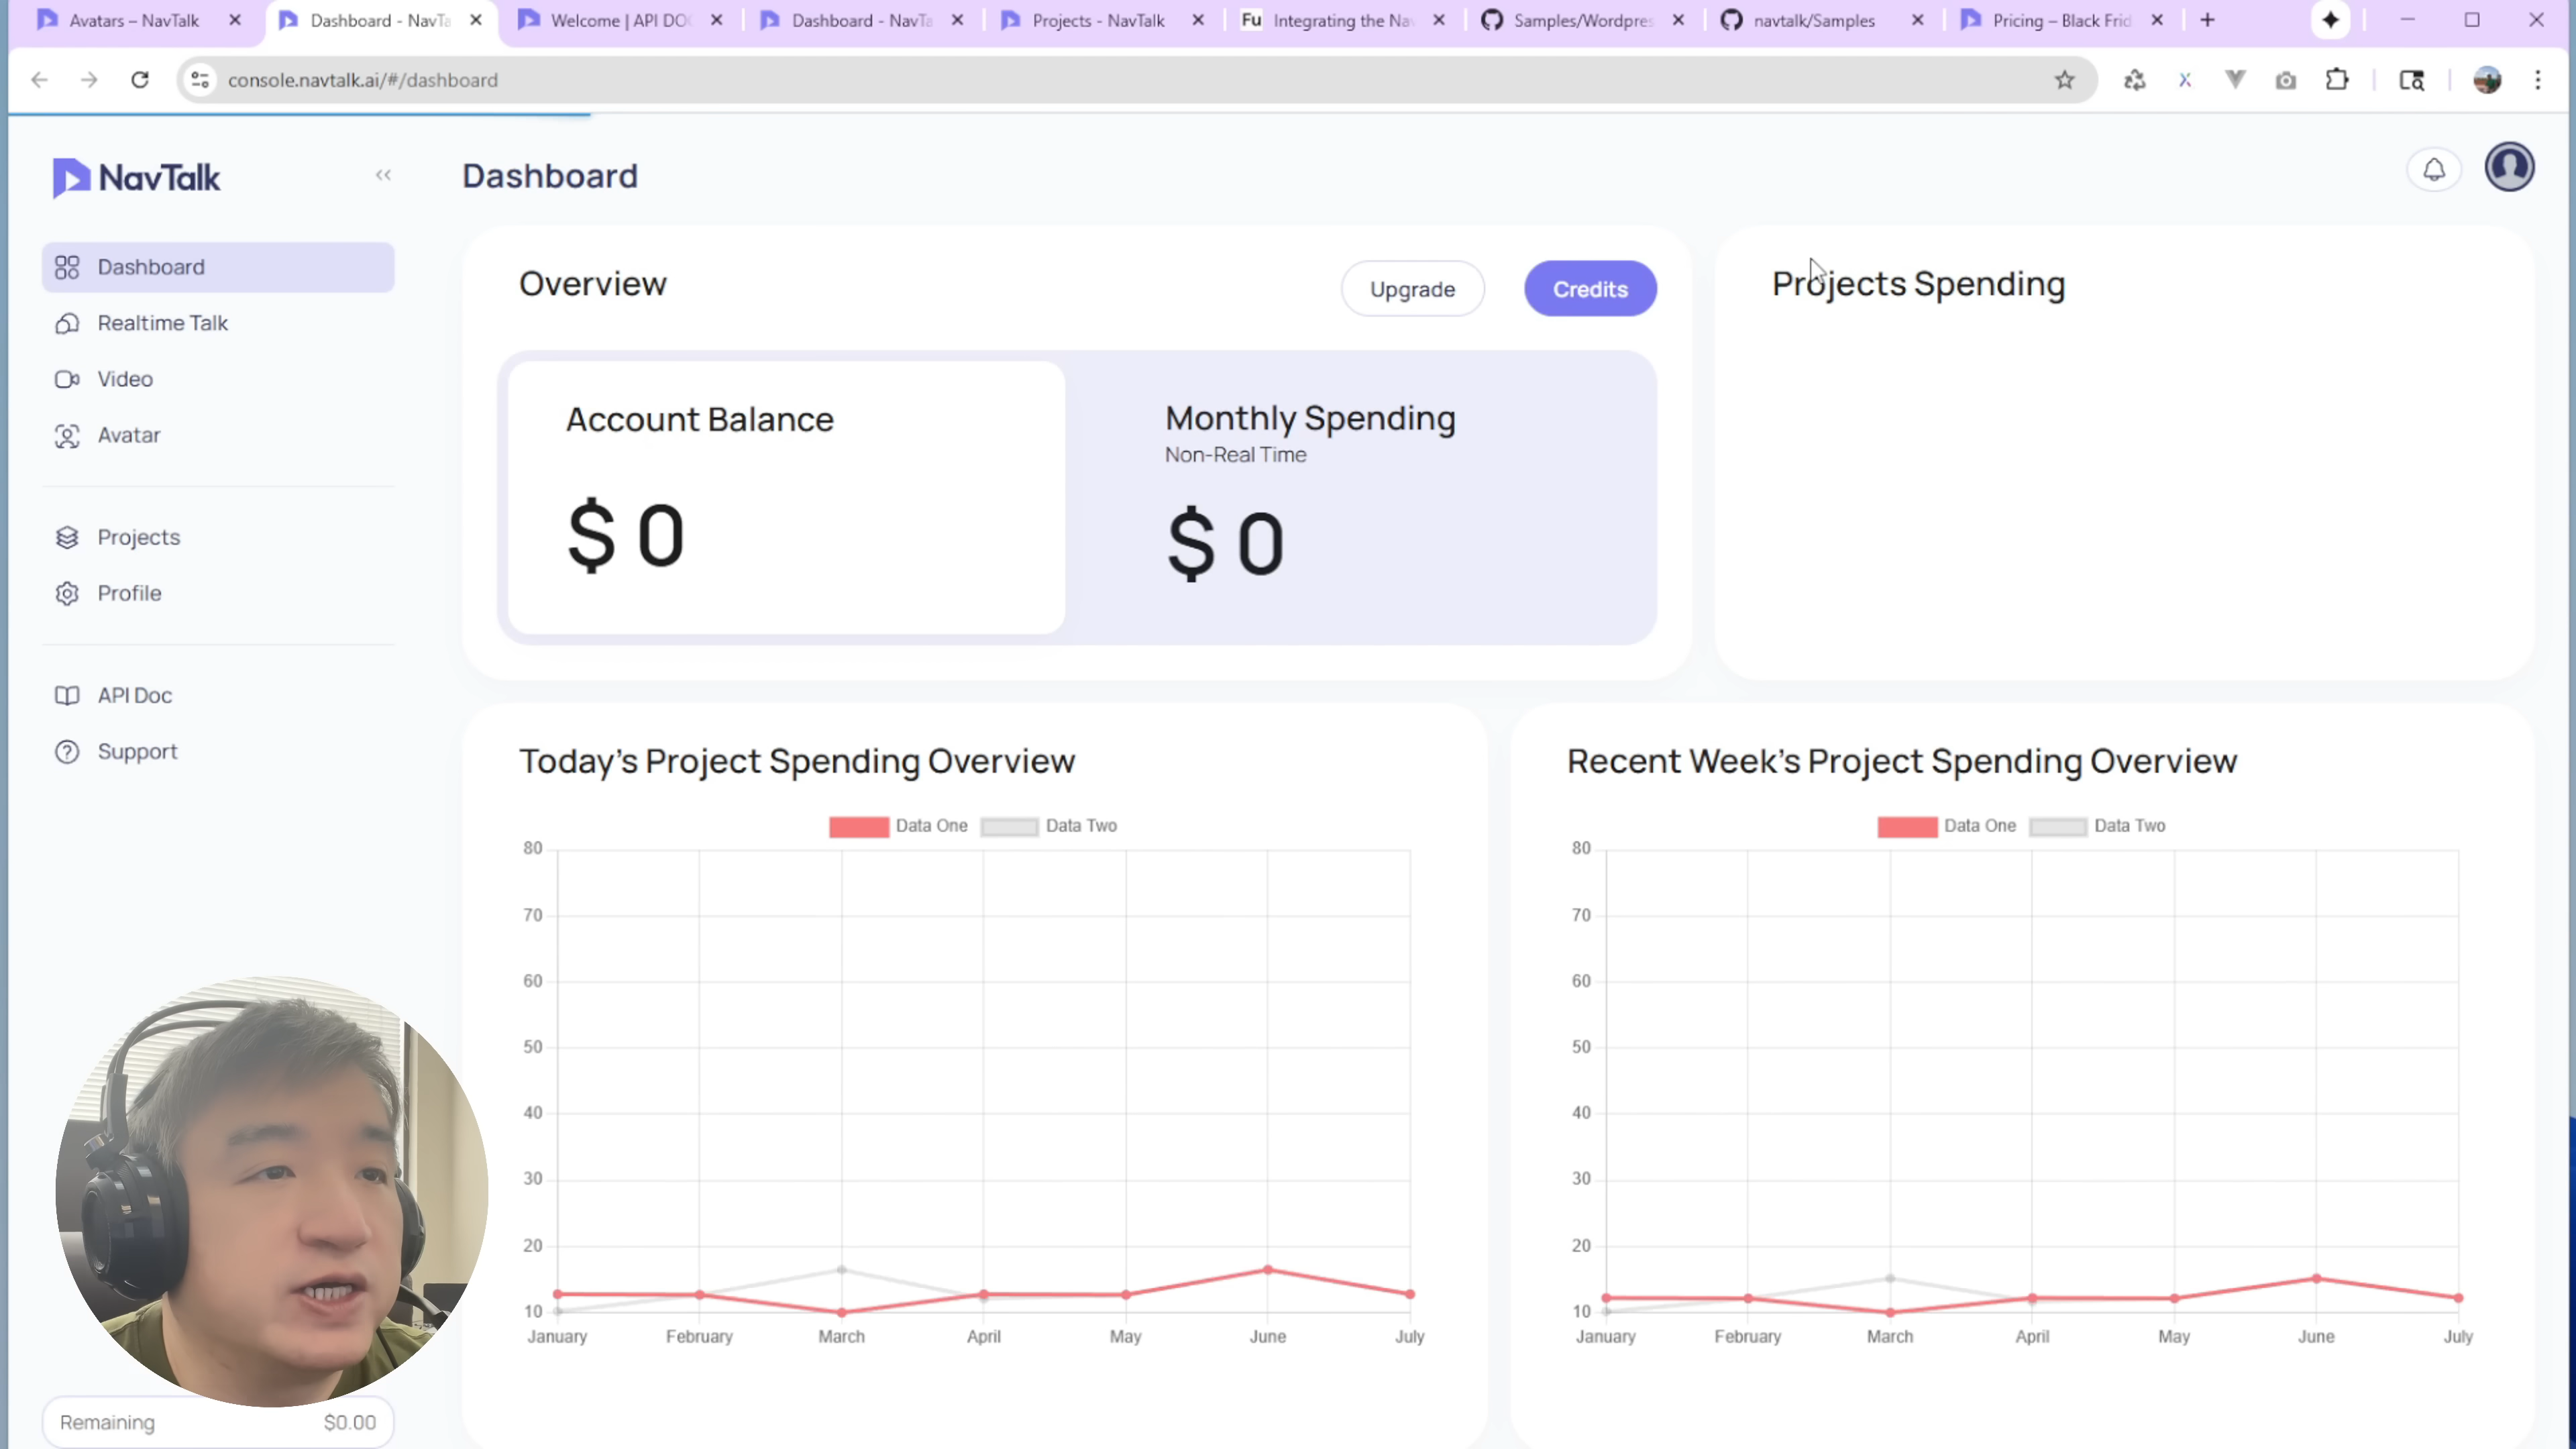 Avatars – NavTalk
Dashboard - NavTa
Welcome | API DOC
Dashboard - NavTa
Projects - NavTalk
Fu
Integrating the Nav
Samples/Wordpres
navtalk/Samples
Pricing – Black Frid
console.navtalk.ai/#/dashboard
X
NavTalk
Dashboard
Dashboard
Realtime Talk
Video
Avatar
Projects
Profile
API Doc
Support
Remaining
$0.00
Overview
Upgrade
Credits
Account Balance
$ 0
Monthly Spending
Non-Real Time
$ 0
Projects Spending
Today's Project Spending Overview
Data One
Data Two
80
70
60
50
40
30
20
10
January
February
March
April
May
June
July
Recent Week's Project Spending Overview
Data One
Data Two
80
70
60
50
40
30
20
10
January
February
March
April
May
June
July